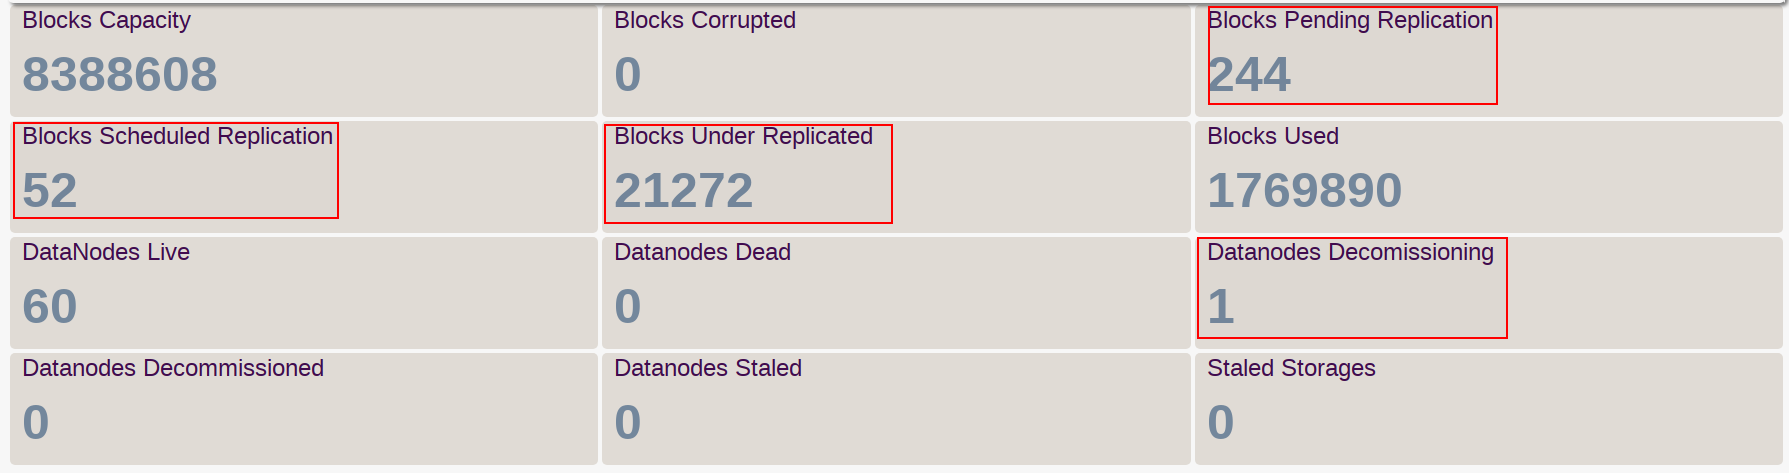 Blocks Capacity
8388608
Blocks Corrupted
0
Blocks Pending Replication
244
Blocks Scheduled Replication
52
Blocks Under Replicated
21272
Blocks Used
1769890
DataNodes Live
60
Datanodes Dead
0
Datanodes Decomissioning
1
Datanodes Decommissioned
0
Datanodes Staled
0
Staled Storages
0